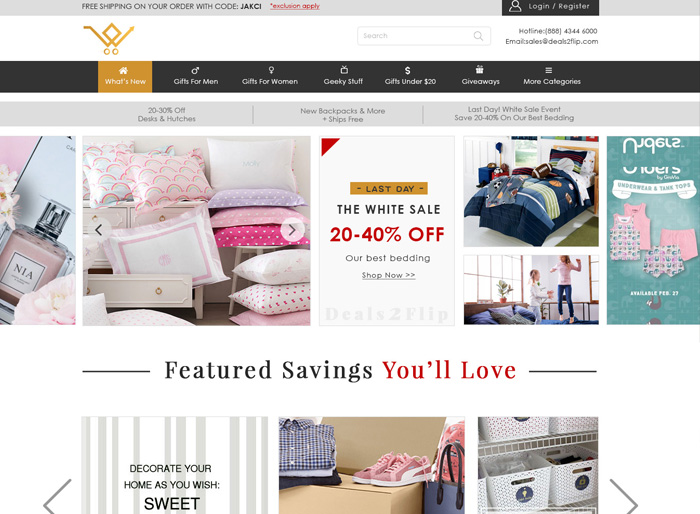 FREE SHIPPING ON YOUR ORDER WITH CODE: JAKCI *exclusion apply
Login / Register
Search
Hotline:(888) 4344 6000
Email:sales@deals2flip.com
What's New
Gifts For Men
Gifts For Women
Geeky Stuff
Gifts Under $20
Giveaways
More Categories
20-30% Off
Desks & Hutches
New Backpacks & More
+ Ships Free
Last Day! White Sale Event
Save 20-40% On Our Best Bedding
NIA
- LAST DAY -
THE WHITE SALE
20-40% OFF
Our best bedding
Shop Now >>
Deals2Flip
UNDERWEAR & TANK TOPS
AVAILABLE FEB. 27
Featured Savings You'll Love
DECORATE YOUR
HOME AS YOU WISH:
SWEET